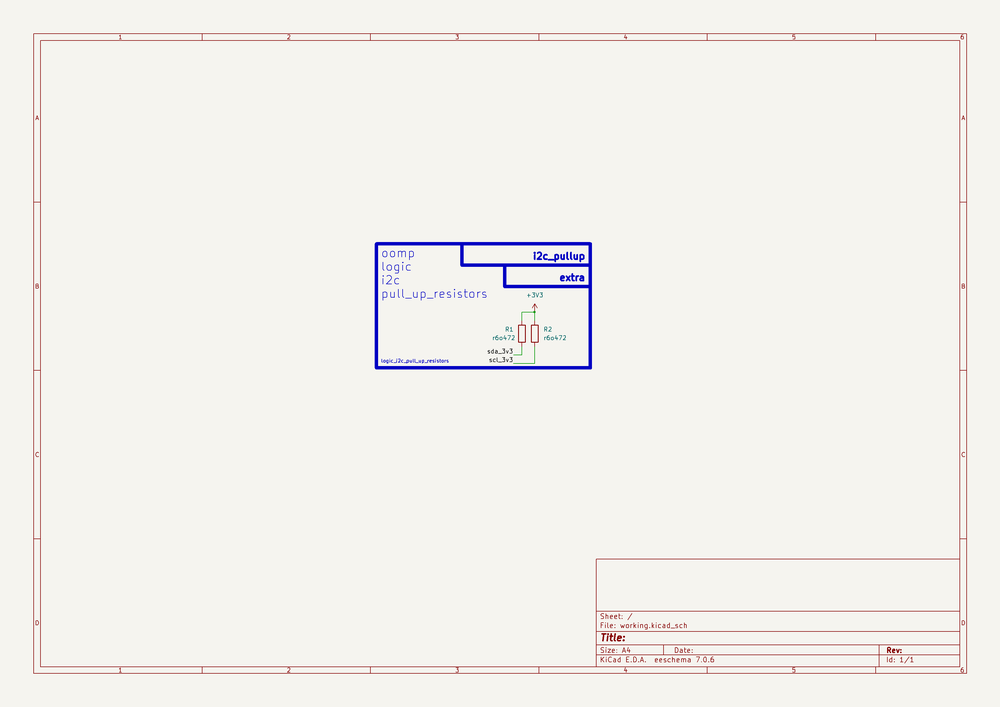 1 2 3 4 5 6
A A
oomp
i2c_pullup
logic
i2c
extra
pull_up_resistors
B B
+3V3
R1 R2
r6o472 r6o472
sda_3v3
scl_3v3
logic_i2c_pull_up_resistors
C C
Sheet: /
File: working.kicad_sch
D D
Title:
Size: A4 Date: Rev:
KiCad E.D.A. eeschema 7.0.6 Id: 1/1
1 2 3 4 5 6